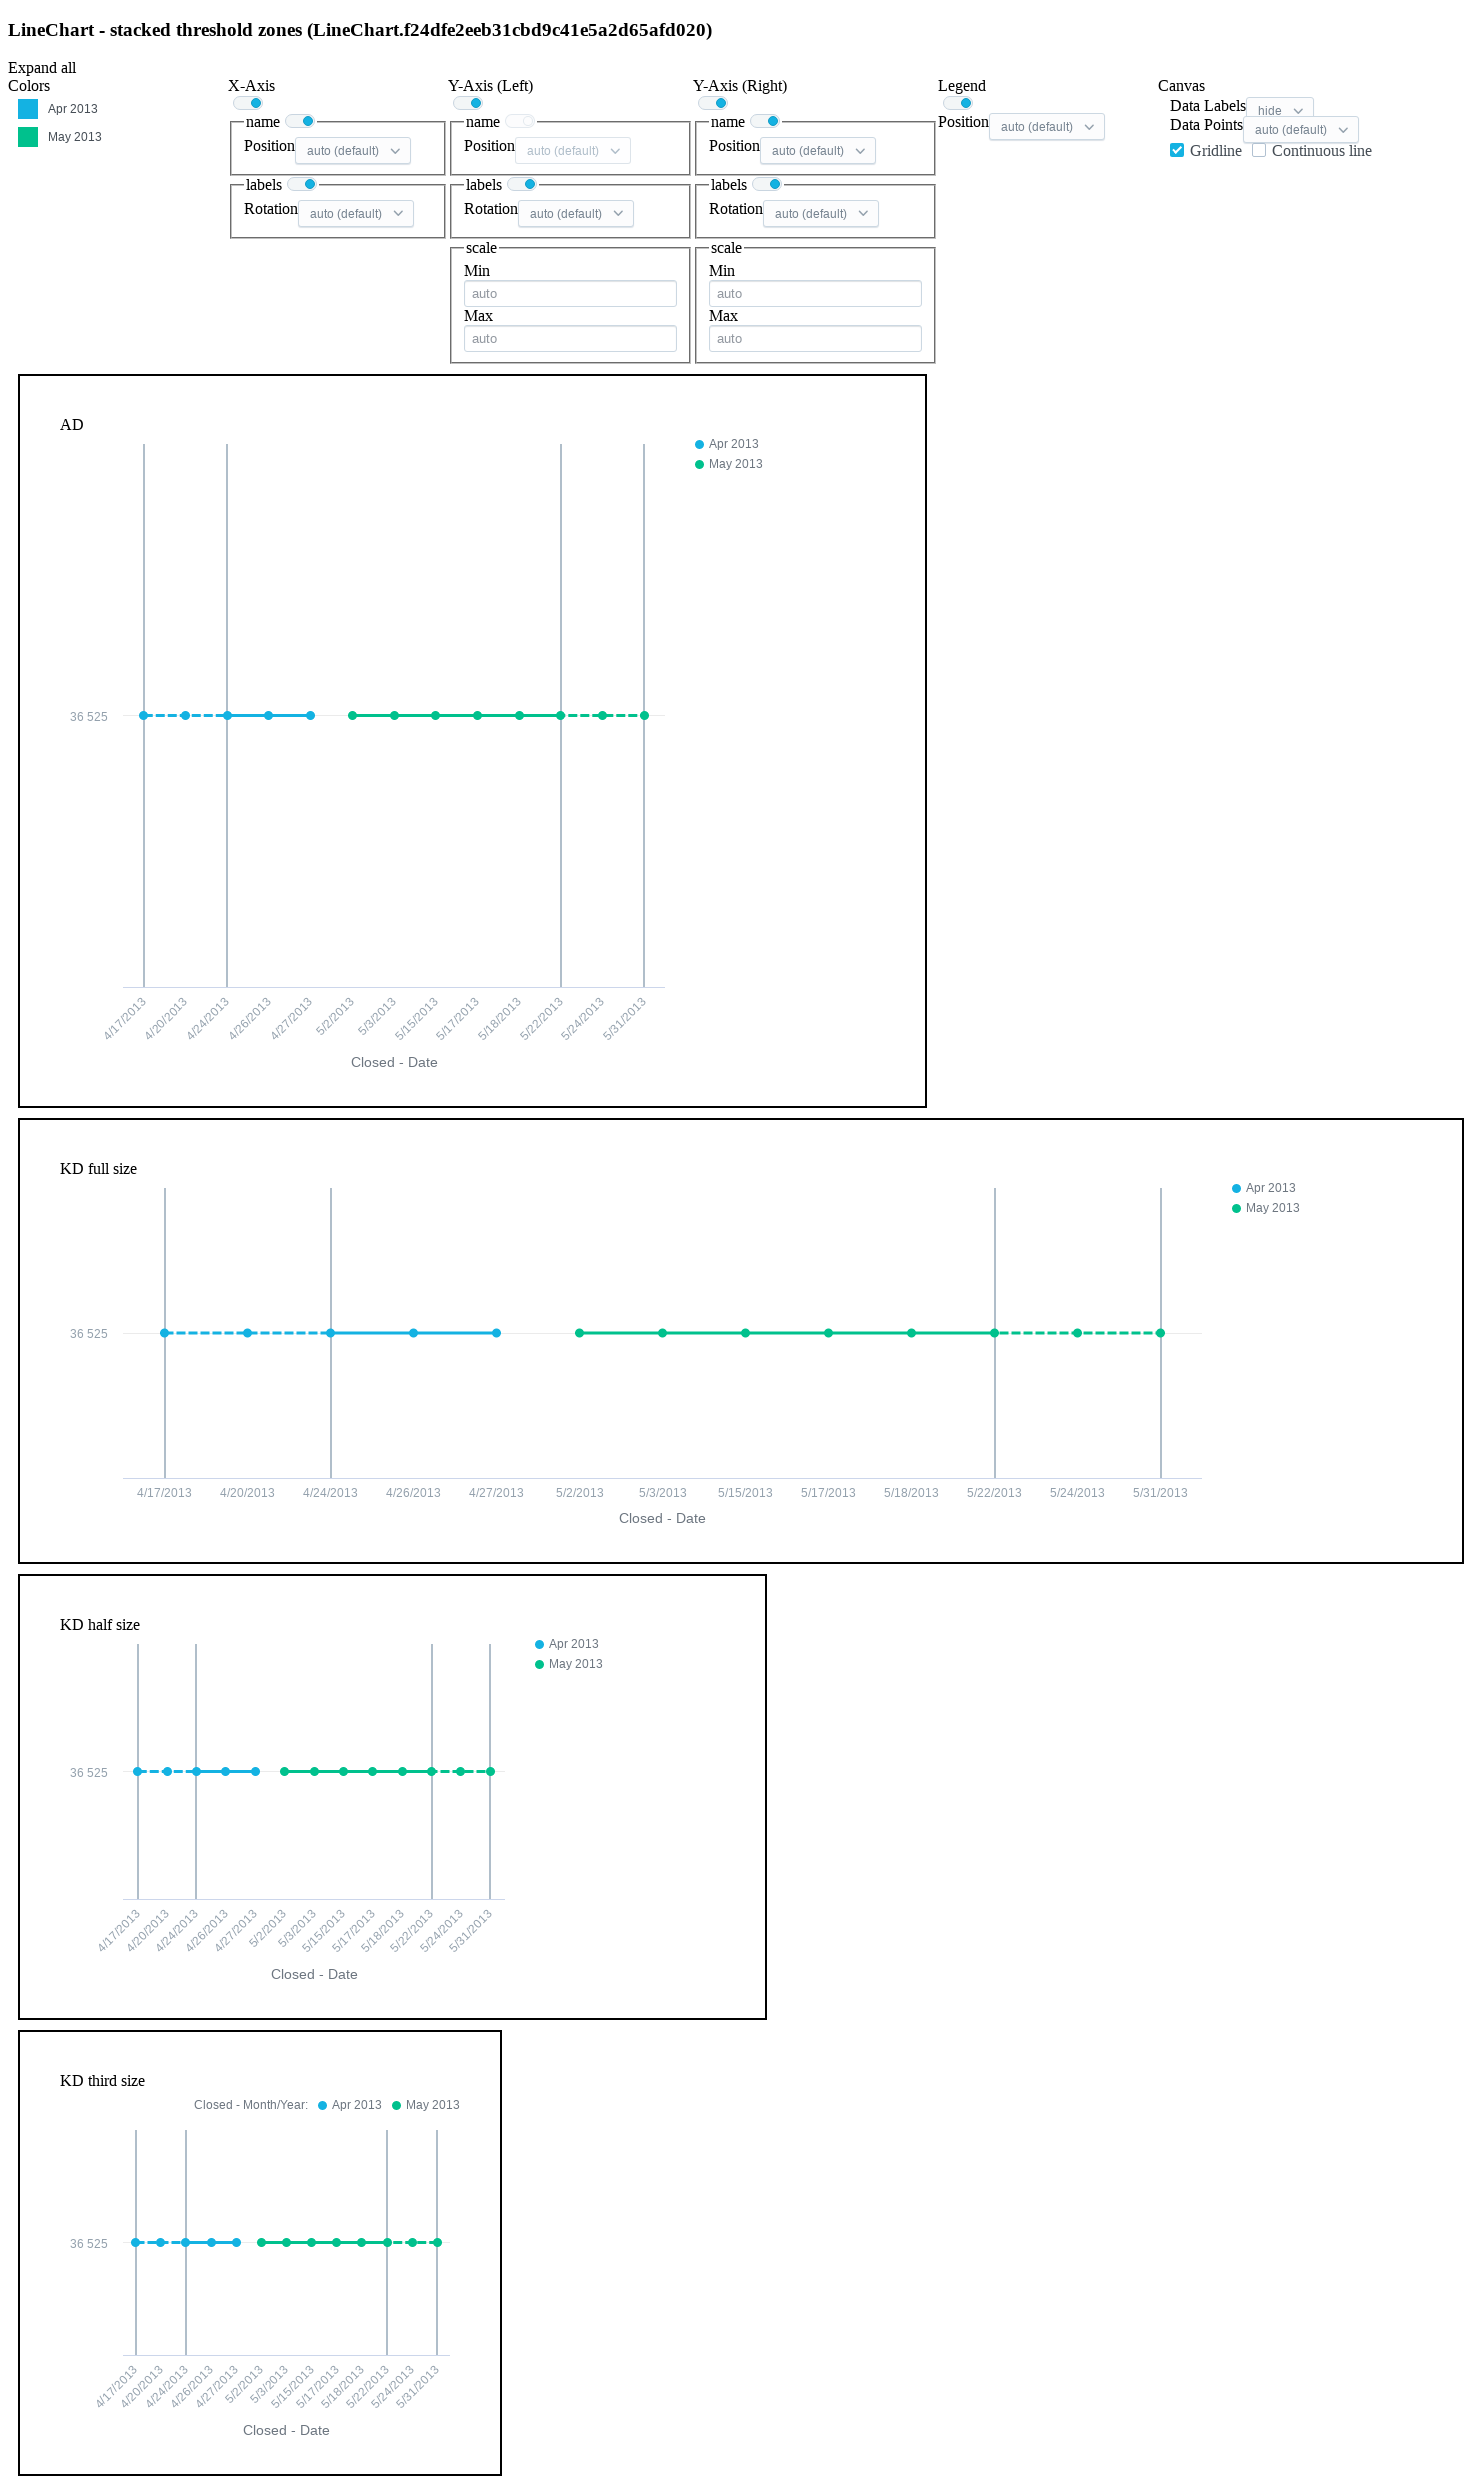 LineChart - stacked threshold zones (LineChart.f24dfe2eeb31cbd9c41e5a2d65afd020)
Expand all
Colors
Apr 2013
May 2013
X-Axis
name
Position auto (default)
labels
Rotation auto (default)
Y-Axis (Left)
name
Position auto (default)
labels
Rotation auto (default)
scale
Min
auto
Max
auto
Y-Axis (Right)
name
Position auto (default)
labels
Rotation auto (default)
scale
Min
auto
Max
auto
Legend
Position auto (default)
Canvas
Data Labels hide
Data Points auto (default)
Gridline Continuous line
AD
Apr 2013
May 2013
36 525
4/17/2013 4/20/2013 4/24/2013 4/26/2013 4/27/2013 5/2/2013 5/3/2013 5/15/2013 5/17/2013 5/18/2013 5/22/2013 5/24/2013 5/31/2013
Closed - Date
KD full size
Apr 2013
May 2013
36 525
4/17/2013 4/20/2013 4/24/2013 4/26/2013 4/27/2013 5/2/2013 5/3/2013 5/15/2013 5/17/2013 5/18/2013 5/22/2013 5/24/2013 5/31/2013
Closed - Date
KD half size
Apr 2013
May 2013
36 525
4/17/2013 4/20/2013 4/24/2013 4/26/2013 4/27/2013 5/2/2013 5/3/2013 5/15/2013 5/17/2013 5/18/2013 5/22/2013 5/24/2013 5/31/2013
Closed - Date
KD third size
Closed - Month/Year: Apr 2013 May 2013
36 525
4/17/2013 4/20/2013 4/24/2013 4/26/2013 4/27/2013 5/2/2013 5/3/2013 5/15/2013 5/17/2013 5/18/2013 5/22/2013 5/24/2013 5/31/2013
Closed - Date